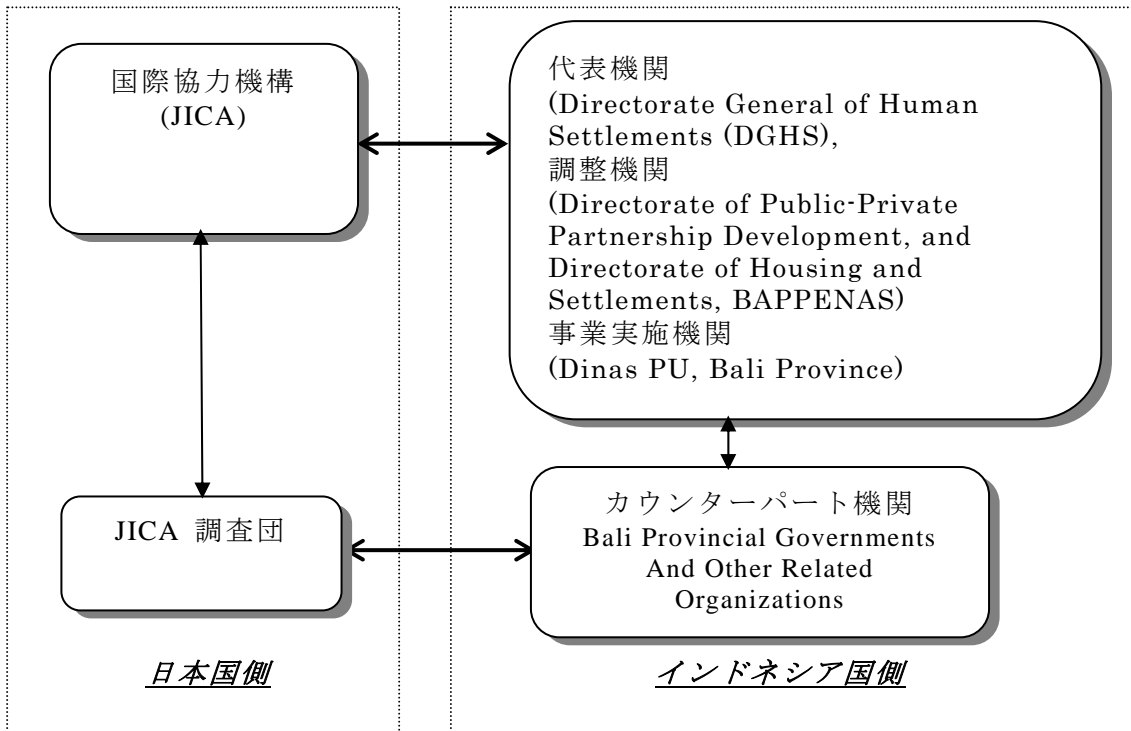 国際協力機構
(JICA)
代表機関
(Directorate General of Human
Settlements (DGHS),
調整機関
(Directorate of Public-Private
Partnership Development, and
Directorate of Housing and
Settlements, BAPPENAS)
事業実施機関
(Dinas PU, Bali Province)
JICA 調査団
カウンターパート機関
Bali Provincial Governments
And Other Related
Organizations
日本国側
インドネシア国側